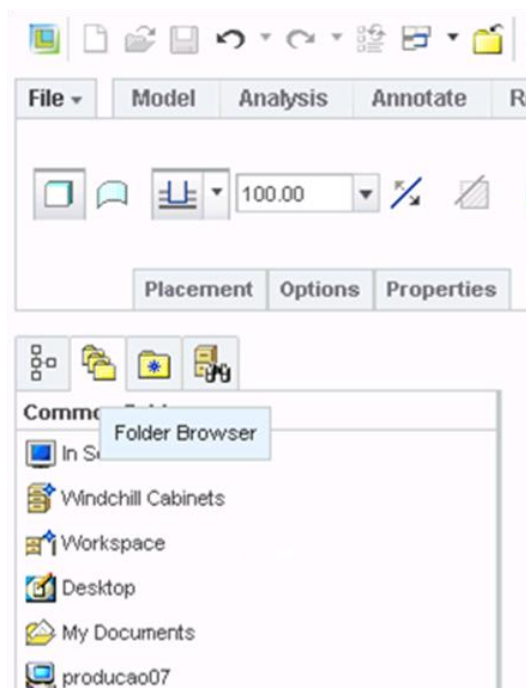 File Model Analysis Annotate
100.00
Placement Options Properties
Folder Browser
Windchill Cabinets
Workspace
Desktop
My Documents
producao07